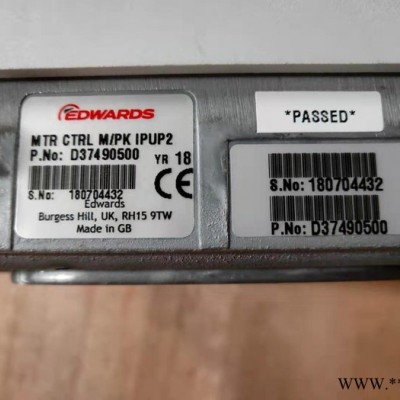 EDWARDS
MTR CTRL M/PK IPUP2
P.No: D37490500 YR 18
S.No: 180704432
CE
Edwards
Burgess Hill, UK, RH15 9TW
Made in GB
*PASSED*
S.No: 180704432
P.No: D37490500
www.**